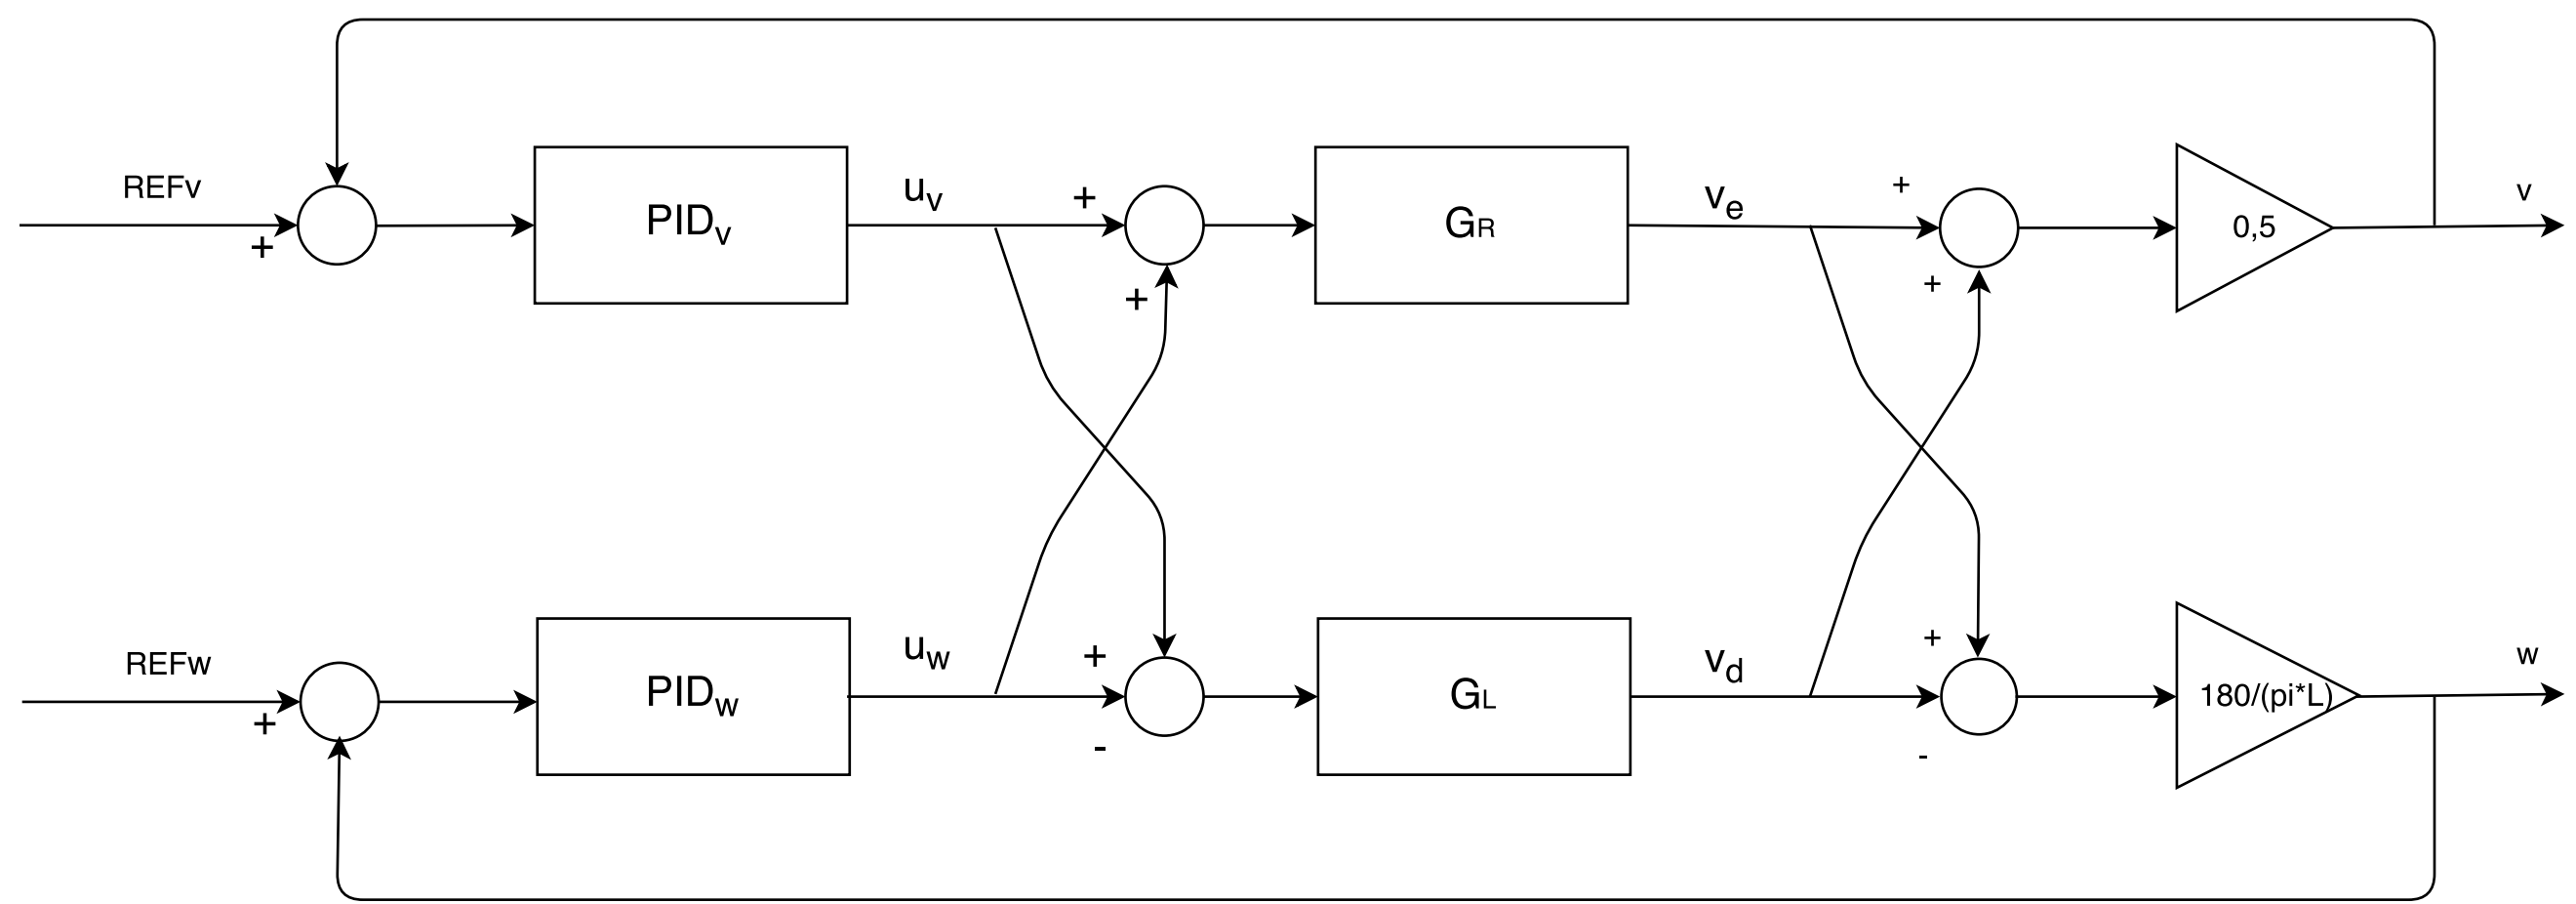 REFv
+
PIDv
uv
+
+
GR
ve
+
+
0,5
v
REFw
+
PIDw
uw
+
-
GL
vd
+
-
180/(pi*L)
w